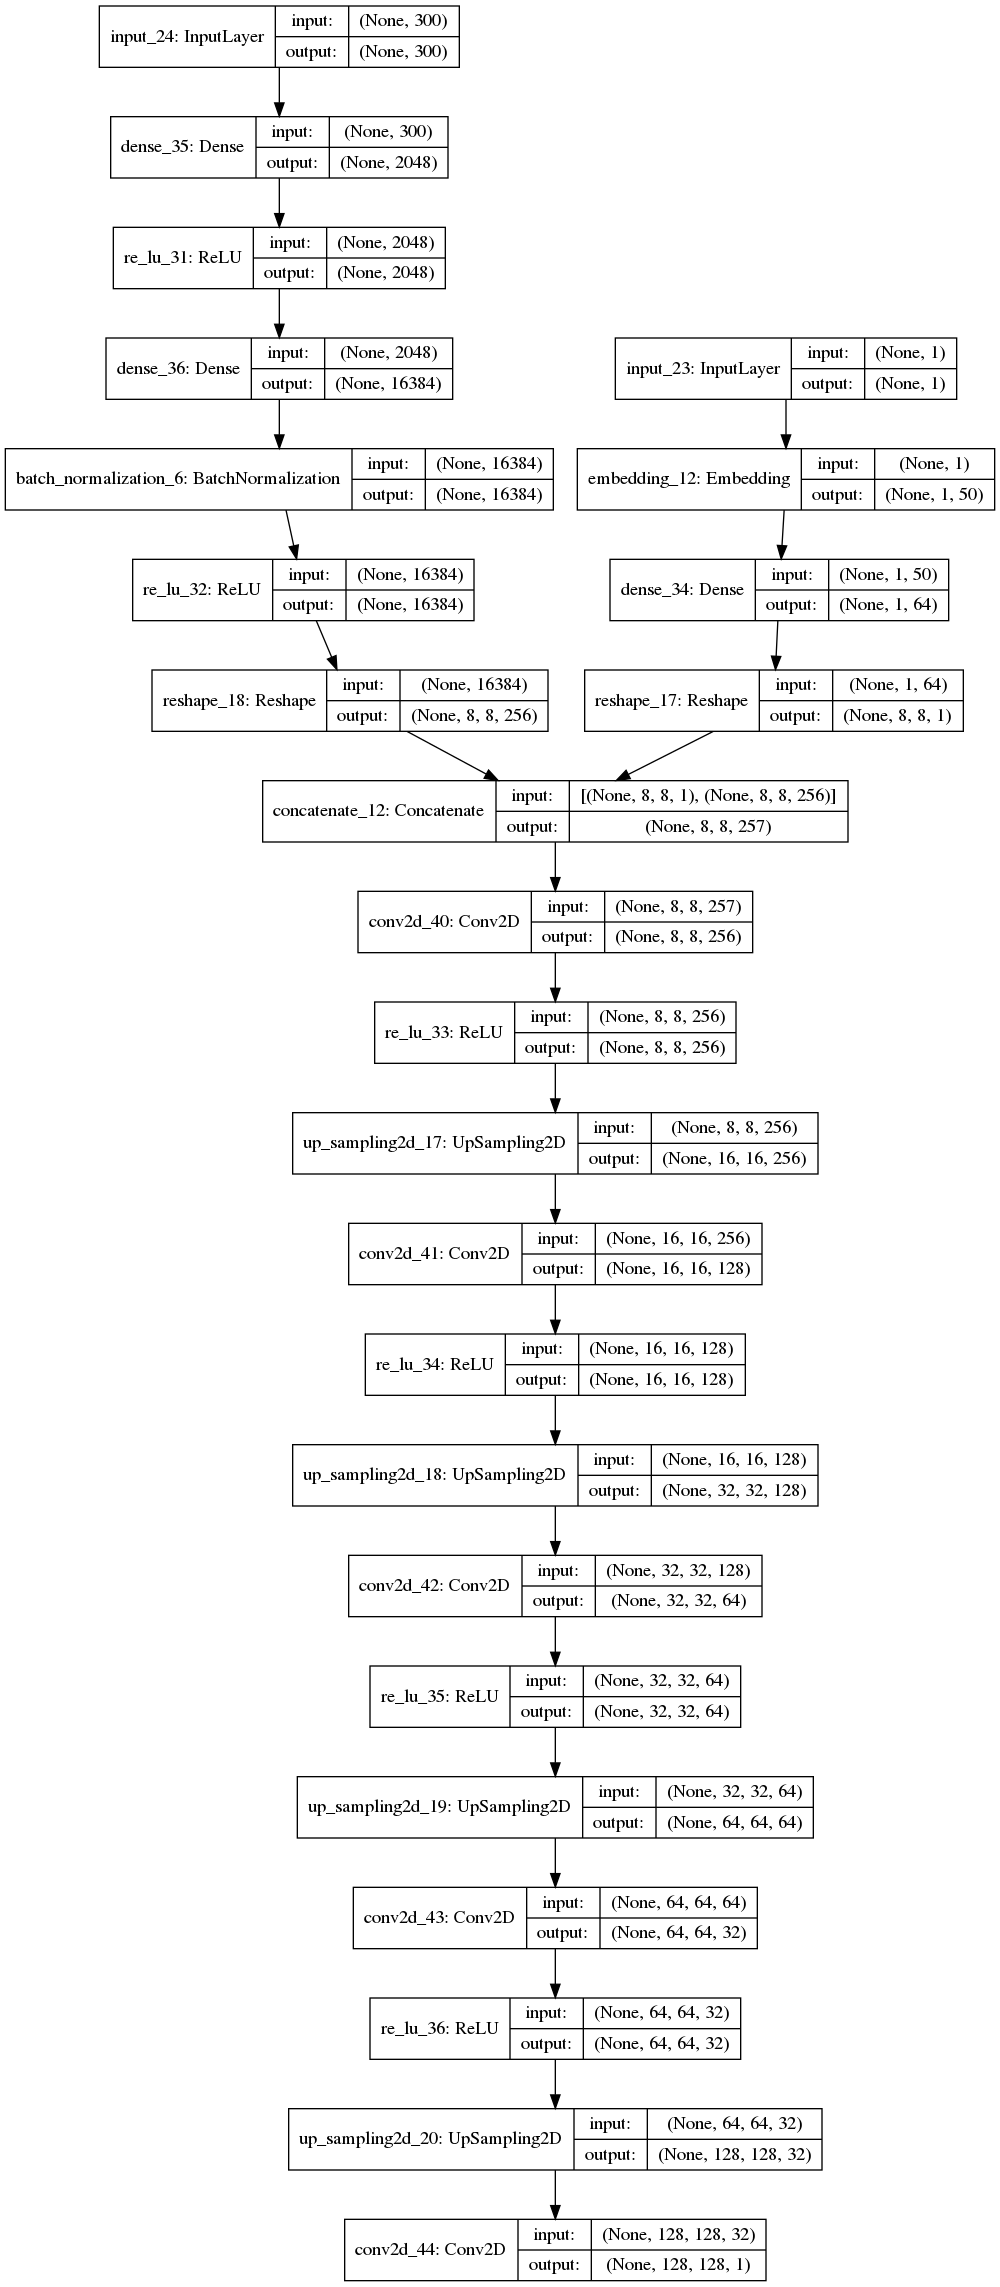 input_24: InputLayer
input: (None, 300)
output: (None, 300)
dense_35: Dense
input: (None, 300)
output: (None, 2048)
re_lu_31: ReLU
input: (None, 2048)
output: (None, 2048)
dense_36: Dense
input: (None, 2048)
output: (None, 16384)
input_23: InputLayer
input: (None, 1)
output: (None, 1)
batch_normalization_6: BatchNormalization
input: (None, 16384)
output: (None, 16384)
embedding_12: Embedding
input: (None, 1)
output: (None, 1, 50)
re_lu_32: ReLU
input: (None, 16384)
output: (None, 16384)
dense_34: Dense
input: (None, 1, 50)
output: (None, 1, 64)
reshape_18: Reshape
input: (None, 16384)
output: (None, 8, 8, 256)
reshape_17: Reshape
input: (None, 1, 64)
output: (None, 8, 8, 1)
concatenate_12: Concatenate
input: [(None, 8, 8, 1), (None, 8, 8, 256)]
output: (None, 8, 8, 257)
conv2d_40: Conv2D
input: (None, 8, 8, 257)
output: (None, 8, 8, 256)
re_lu_33: ReLU
input: (None, 8, 8, 256)
output: (None, 8, 8, 256)
up_sampling2d_17: UpSampling2D
input: (None, 8, 8, 256)
output: (None, 16, 16, 256)
conv2d_41: Conv2D
input: (None, 16, 16, 256)
output: (None, 16, 16, 128)
re_lu_34: ReLU
input: (None, 16, 16, 128)
output: (None, 16, 16, 128)
up_sampling2d_18: UpSampling2D
input: (None, 16, 16, 128)
output: (None, 32, 32, 128)
conv2d_42: Conv2D
input: (None, 32, 32, 128)
output: (None, 32, 32, 64)
re_lu_35: ReLU
input: (None, 32, 32, 64)
output: (None, 32, 32, 64)
up_sampling2d_19: UpSampling2D
input: (None, 32, 32, 64)
output: (None, 64, 64, 64)
conv2d_43: Conv2D
input: (None, 64, 64, 64)
output: (None, 64, 64, 32)
re_lu_36: ReLU
input: (None, 64, 64, 32)
output: (None, 64, 64, 32)
up_sampling2d_20: UpSampling2D
input: (None, 64, 64, 32)
output: (None, 128, 128, 32)
conv2d_44: Conv2D
input: (None, 128, 128, 32)
output: (None, 128, 128, 1)